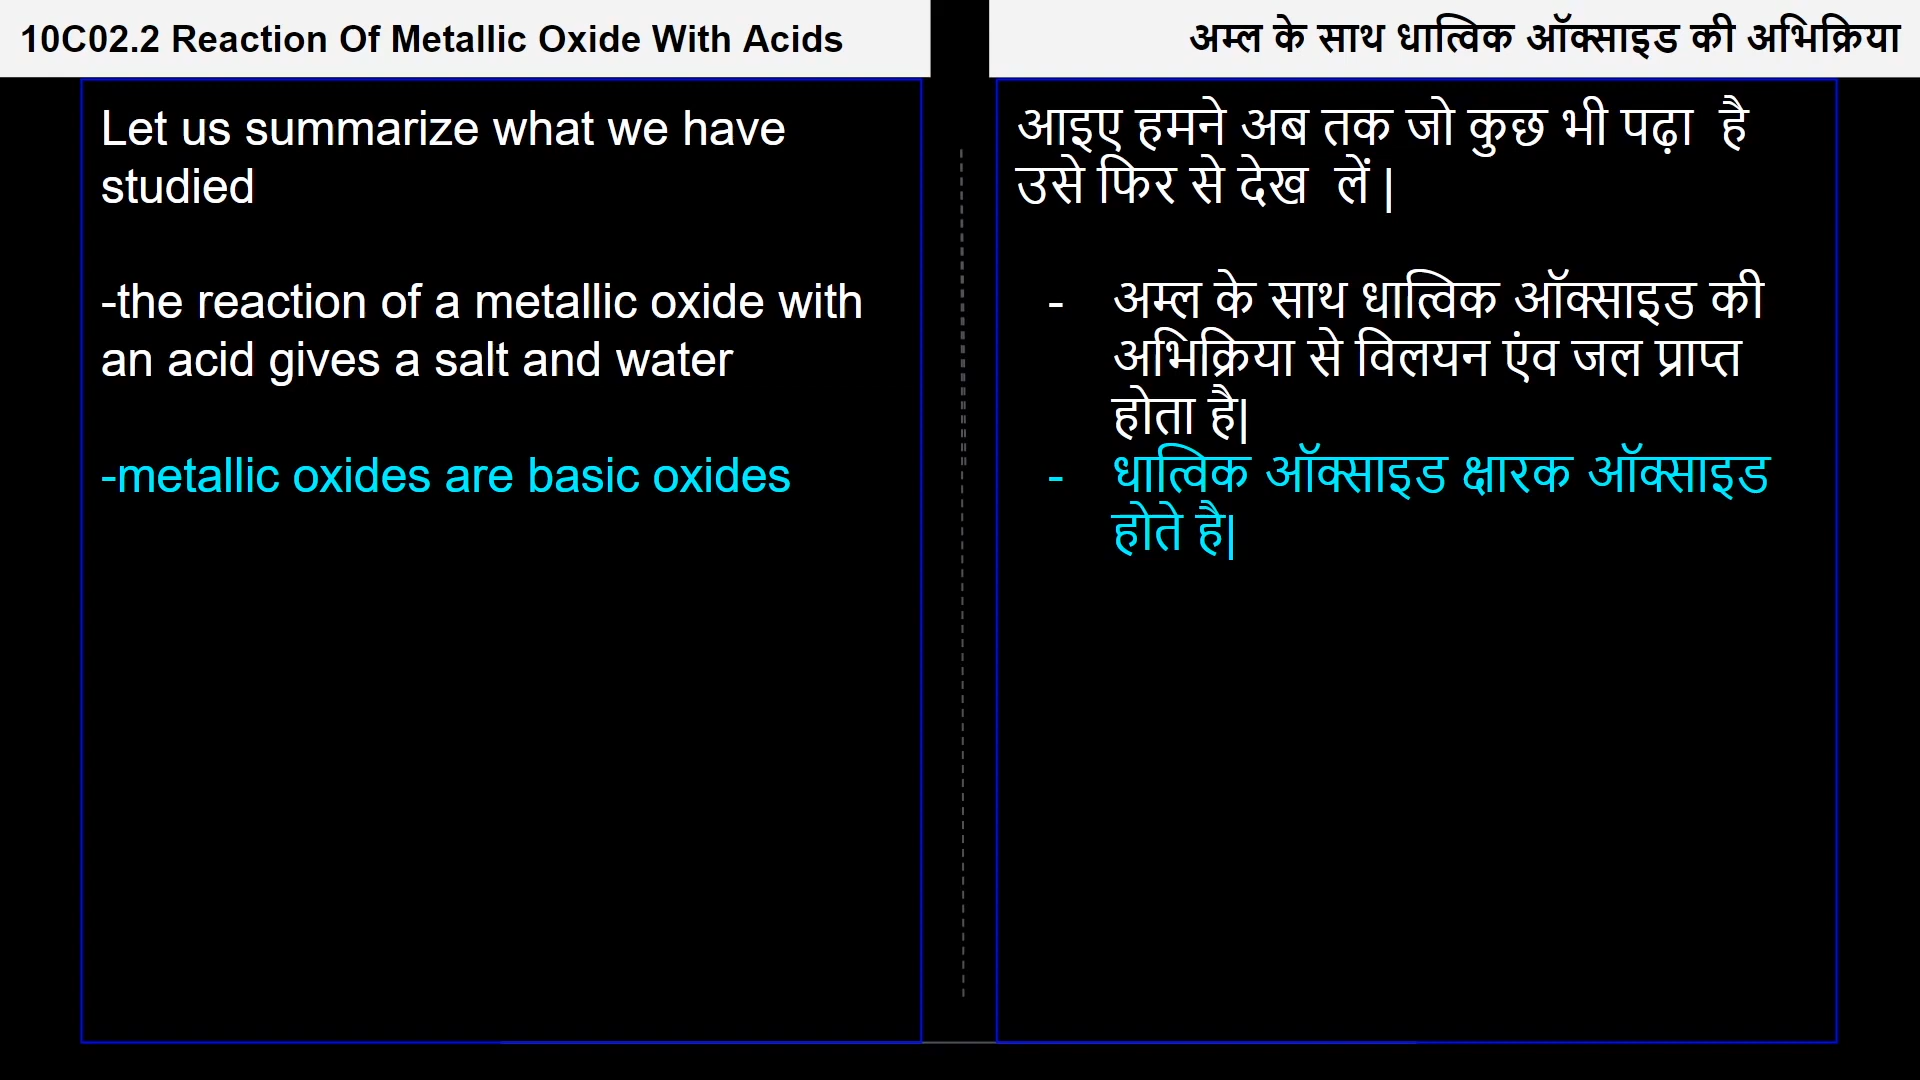 10C02.2 Reaction Of Metallic Oxide With Acids
अम्ल के साथ धात्विक ऑक्साइड की अभिक्रिया
Let us summarize what we have
studied
-the reaction of a metallic oxide with
an acid gives a salt and water
-metallic oxides are basic oxides
आइए हमने अब तक जो कुछ भी पढ़ा है
उसे फिर से देख लें |
- अम्ल के साथ धात्विक ऑक्साइड की
अभिक्रिया से विलयन एंव जल प्राप्त
होता है|
- धात्विक ऑक्साइड क्षारक ऑक्साइड
होते है|